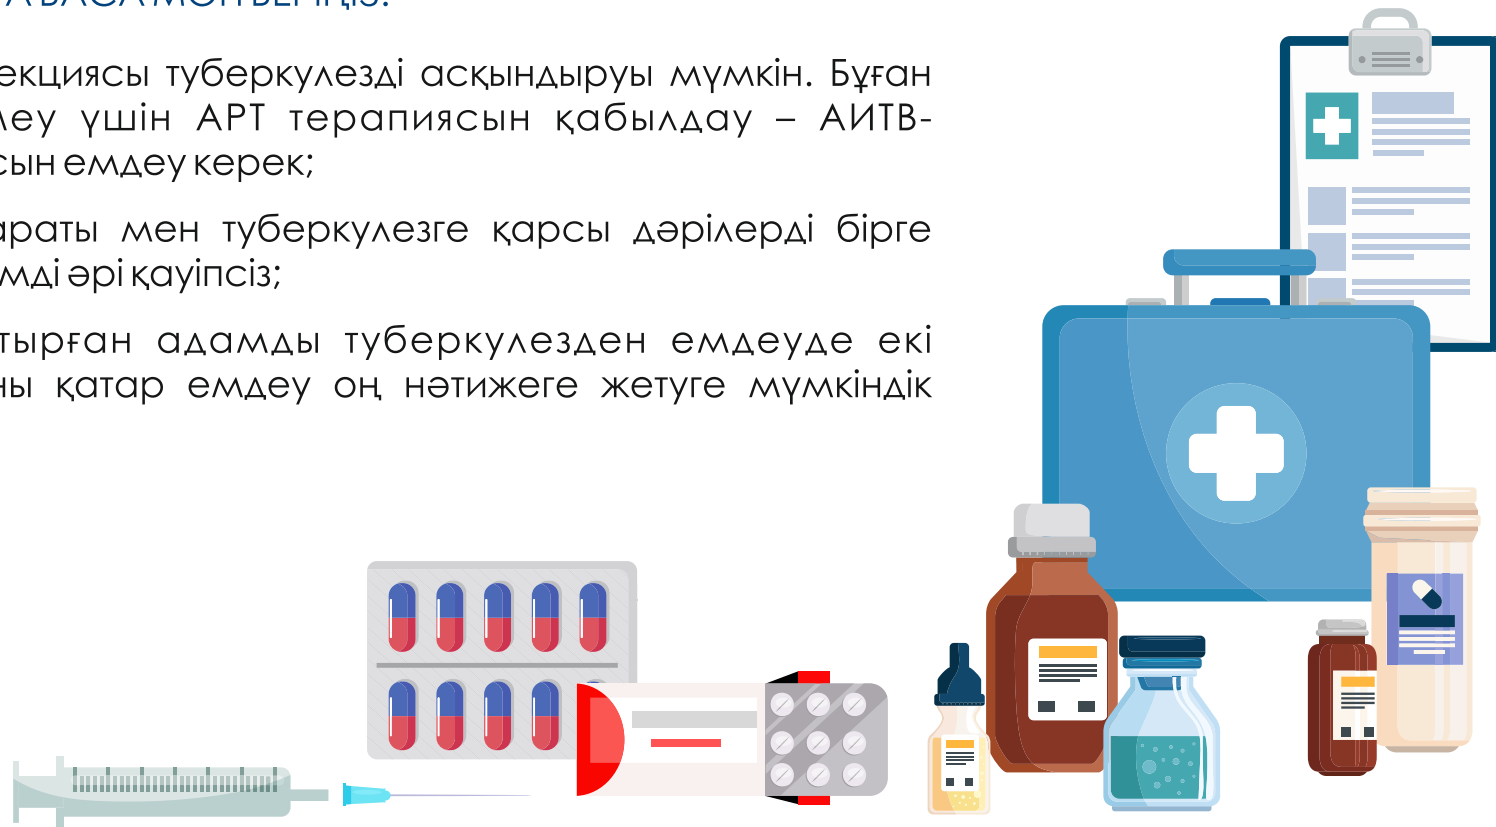 екциясы туберкулезді асқындыруы мүмкін. Бұған
леу үшін АРТ терапиясын қабылдау – АИТВ-
сын емдеу керек;
араты мен туберкулезге қарсы дәрілерді бірге
мді әрі қауіпсіз;
тырған адамды туберкулезден емдеуде екі
ны қатар емдеу оң нәтижеге жетуге мүмкіндік